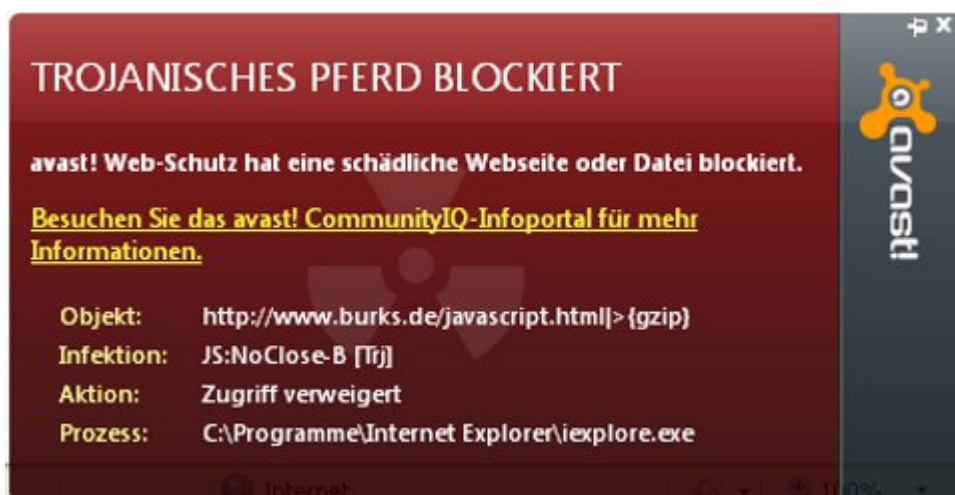 TROJANISCHES PFERD BLOCKIERT
avast! Web-Schutz hat eine schädliche Webseite oder Datei blockiert.
Besuchen Sie das avast! CommunityIQ-Infoportal für mehr
Informationen.
Objekt: http://www.burks.de/javascript.html|>{gzip}
Infektion: JS:NoClose-B [Trj]
Aktion: Zugriff verweigert
Prozess: C:\Programme\Internet Explorer\iexplore.exe
avast!
Internet
100%